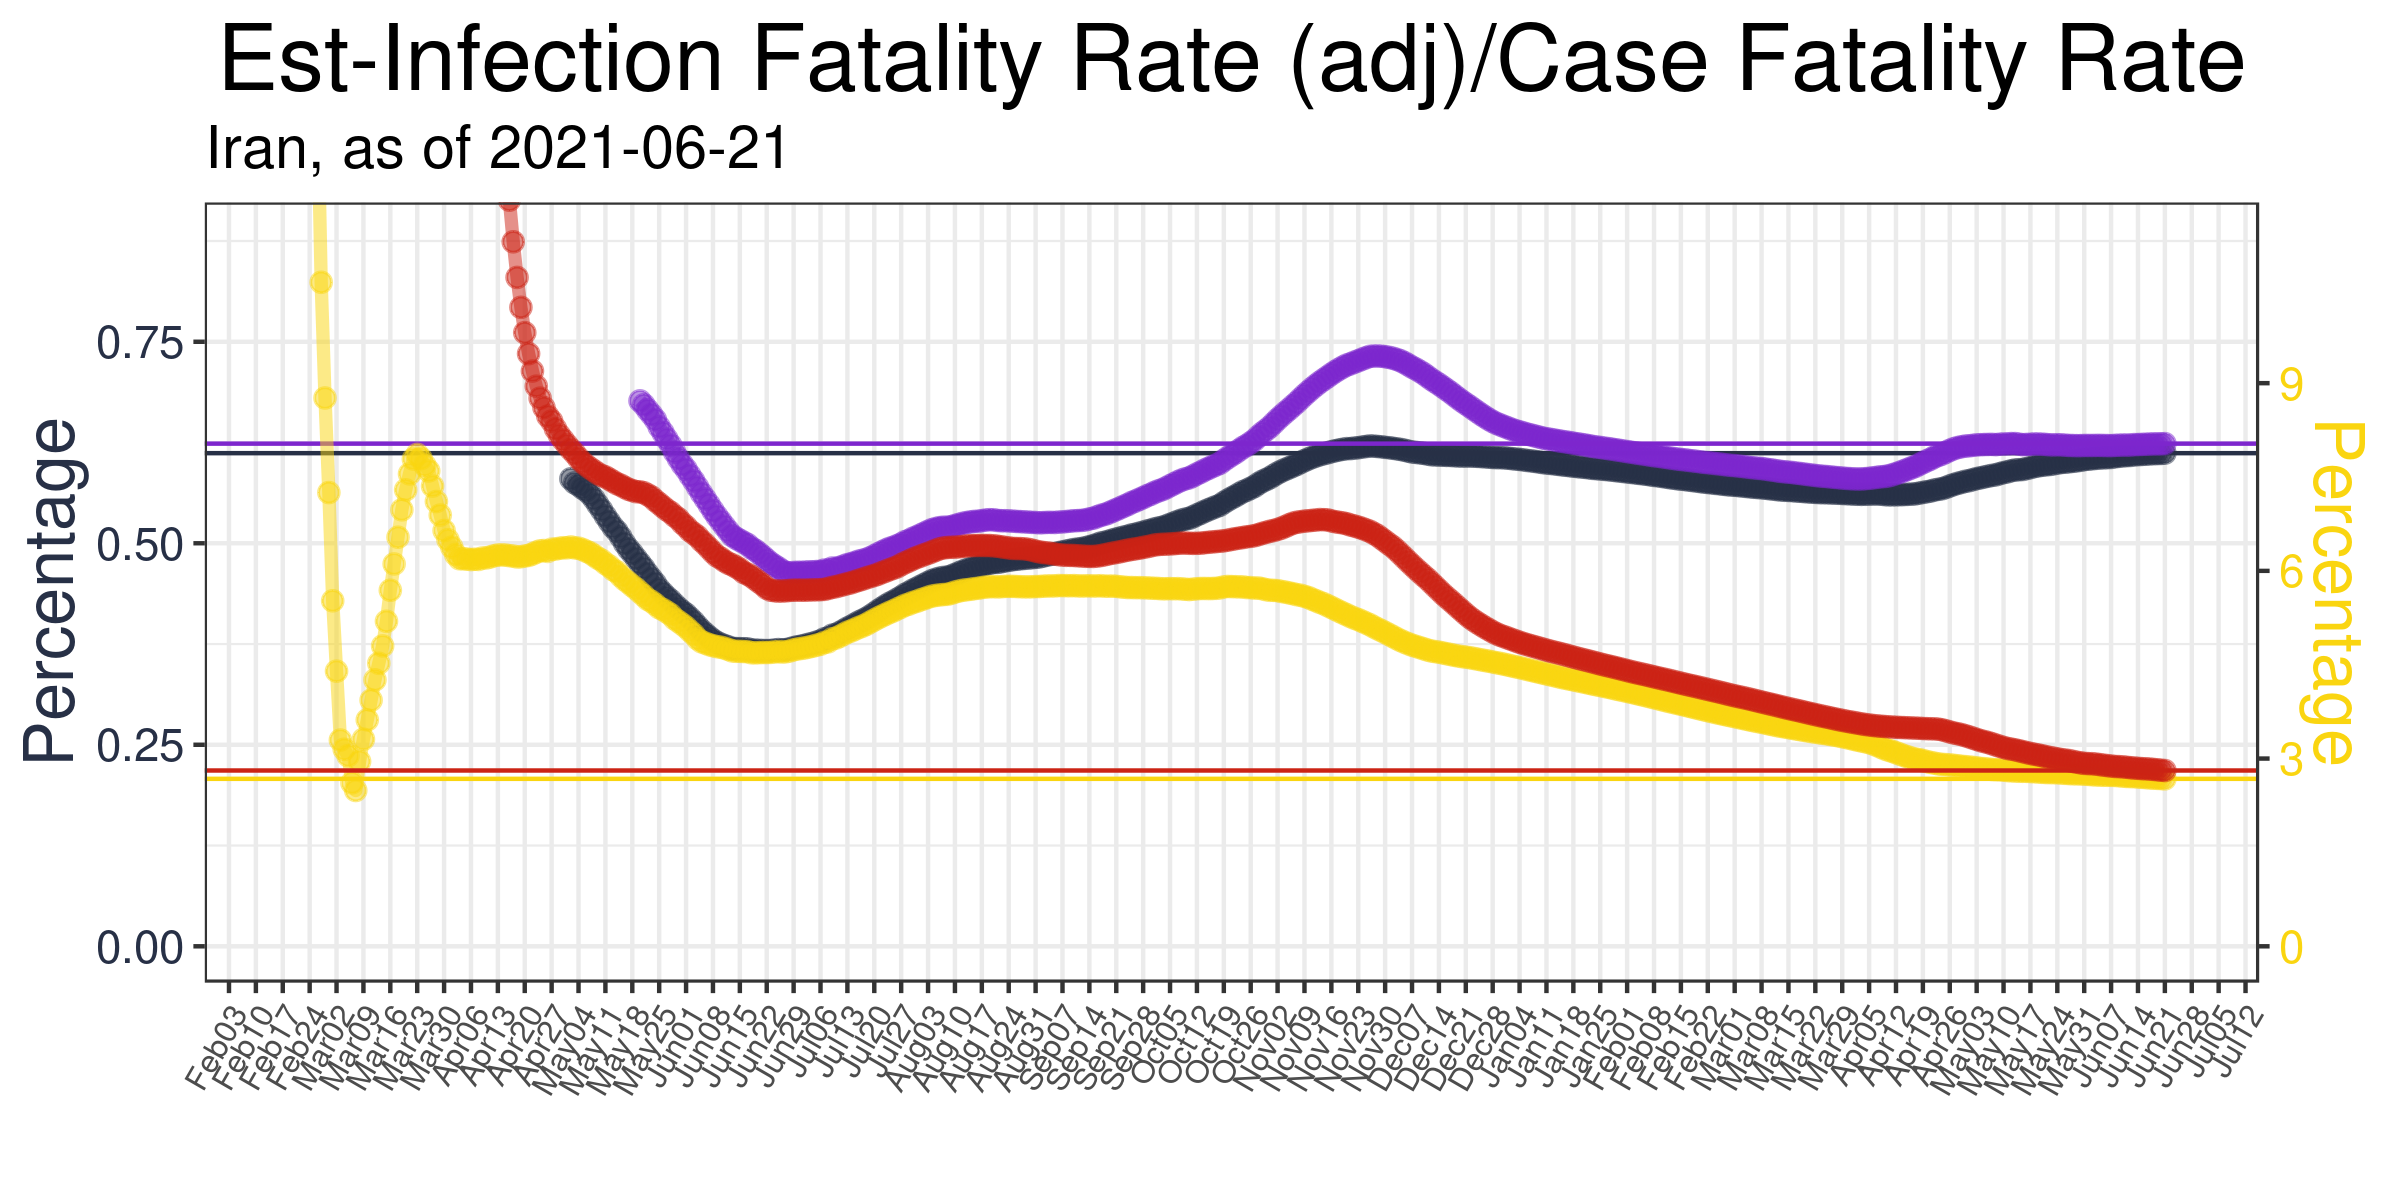 Est-Infection Fatality Rate (adj)/Case Fatality Rate
Iran, as of 2021-06-21
Percentage
0.75
0.50
0.25
0.00
9
6
3
0
Percentage
Feb03
Feb10
Feb17
Feb24
Mar02
Mar09
Mar16
Mar23
Mar30
Apr06
Apr13
Apr20
Apr27
May04
May11
May18
May25
Jun01
Jun08
Jun15
Jun22
Jun29
Jul06
Jul13
Jul20
Jul27
Aug03
Aug10
Aug17
Aug24
Aug31
Sep07
Sep14
Sep21
Sep28
Oct05
Oct12
Oct19
Oct26
Nov02
Nov09
Nov16
Nov23
Nov30
Dec07
Dec14
Dec21
Dec28
Jan04
Jan11
Jan18
Jan25
Feb01
Feb08
Feb15
Feb22
Mar01
Mar08
Mar15
Mar22
Mar29
Apr05
Apr12
Apr19
Apr26
May03
May10
May17
May24
May31
Jun07
Jun14
Jun21
Jun28
Jul05
Jul12